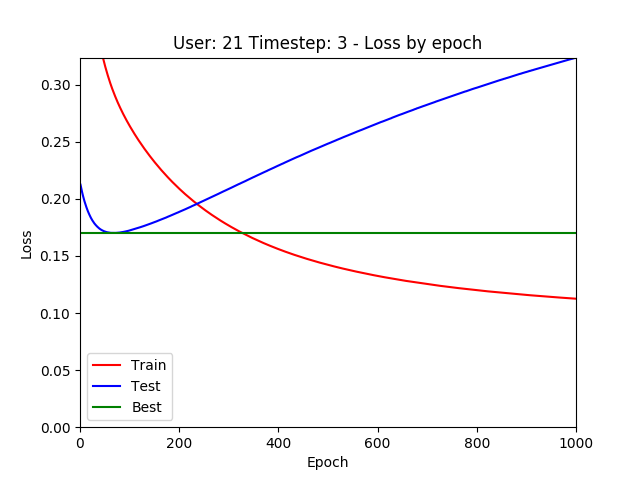 User: 21 Timestep: 3 - Loss by epoch
0.30
0.25
0.20
0.15
0.10
0.05
0.00
Loss
Train
Test
Best
0 200 400 600 800 1000
Epoch